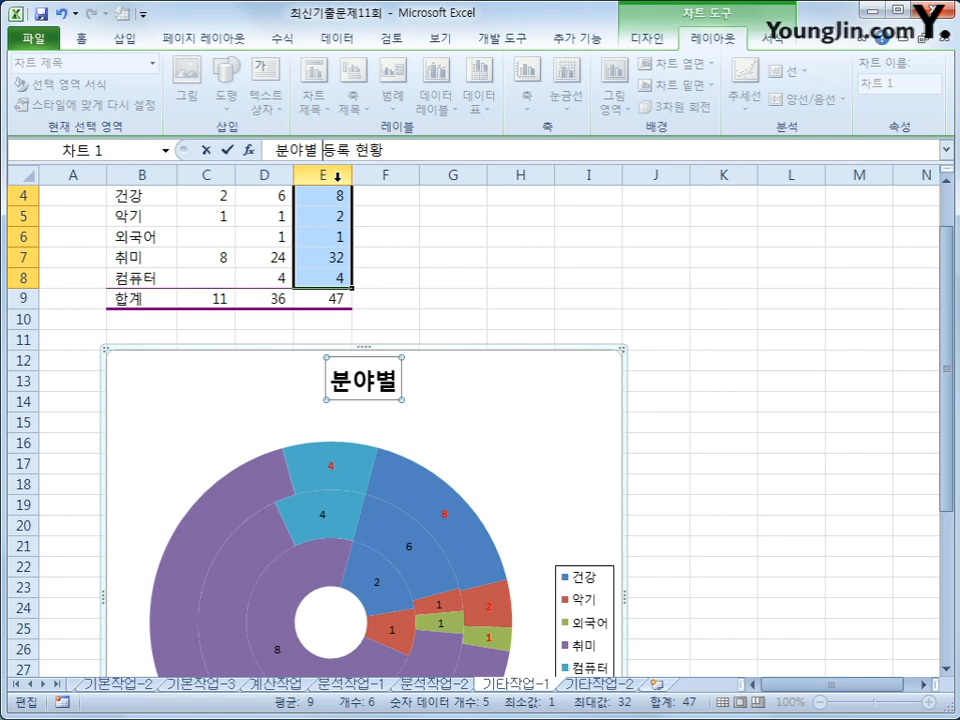 최신기출문제11회 - Microsoft Excel
차트 도구
Younglin.com Y.
파일 홈 삽입 페이지 레이아웃 수식 데이터 검토 보기 개발 도구 추가 기능 디자인 레이아웃 서식
차트 제목
선택 영역 서식
스타일에 맞게 다시 설정
현재 선택 영역
그림 도형 텍스트 상자
삽입
차트 제목 축 제목 범례 데이터 레이블 데이터 표
레이블
축 눈금선
축
그림 영역
차트 옆면
차트 밑면
3차원 회전
배경
추세선 선 양선/음선
분석
차트 이름:
차트 1
속성
차트 1 fx 분야별 등록 현황
A B C D E F G H I J K L M N
4 건강 2 6 8
5 악기 1 1 2
6 외국어 1 1
7 취미 8 24 32
8 컴퓨터 4 4
9 합계 11 36 47
10
11
12
13
14
15
16
17
18
19
20
21
22
23
24
25
26
27
분야별
4
8
4
6
2
1
2
1
1
1
8
건강
악기
외국어
취미
컴퓨터
기본작업-2 기본작업-3 계산작업 분석작업-1 분석작업-2 기타작업-1 기타작업-2
편집 평균: 9 개수: 6 숫자 데이터 개수: 5 최소값: 1 최대값: 32 합계: 47 100%